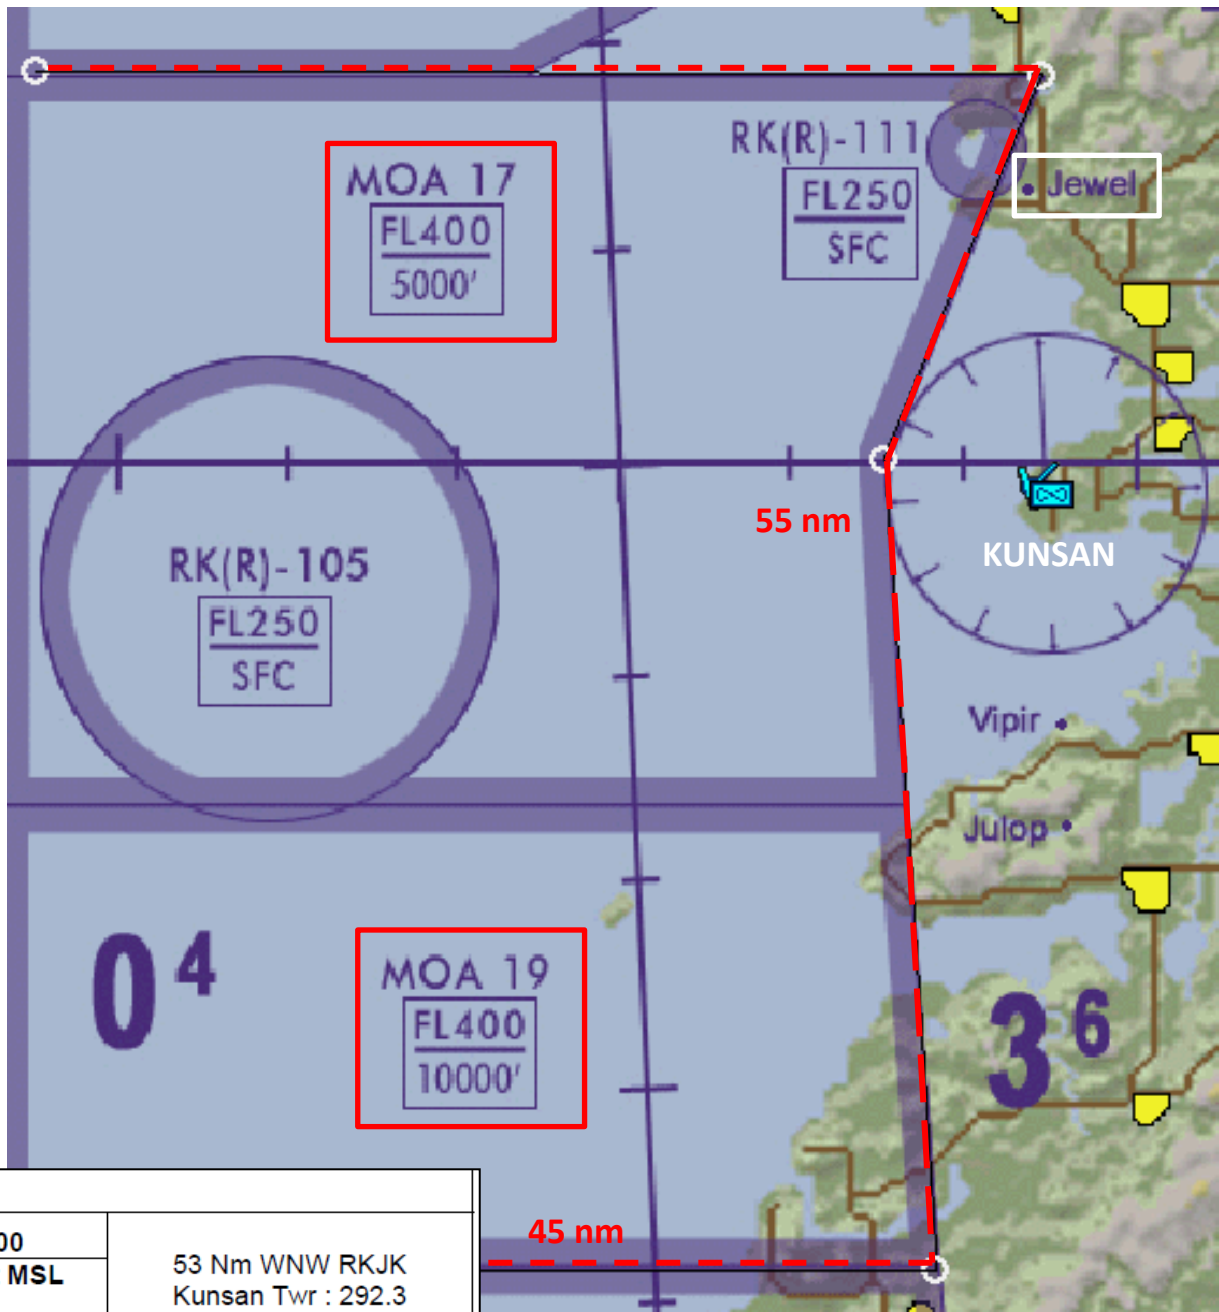 RK(R)-111
MOA 17
FL400
5000'
FL250
SFC
Jewel
55 nm
KUNSAN
RK(R)-105
FL250
SFC
Vipir
Julop
0 4
MOA 19
FL400
10000'
3 6
45 nm
00
MSL
53 Nm WNW RKJK
Kunsan Twr : 292.3